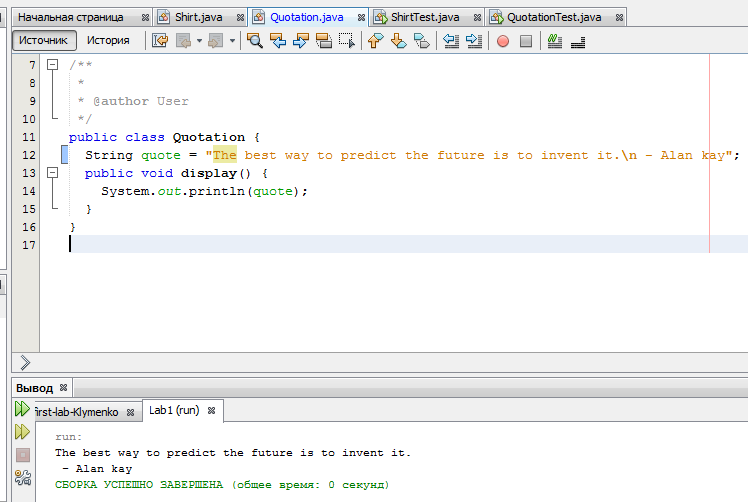 Начальная страница Shirt.java Quotation.java ShirtTest.java QuotationTest.java
Источник История
7 /**
8 *
9 * @author User
10 */
11 public class Quotation {
12 String quote = "The best way to predict the future is to invent it.\n - Alan kay";
13 public void display() {
14 System.out.println(quote);
15 }
16 }
17
Вывод
first-lab-Klymenko Lab1 (run)
run:
The best way to predict the future is to invent it.
- Alan kay
СБОРКА УСПЕШНО ЗАВЕРШЕНА (общее время: 0 секунд)